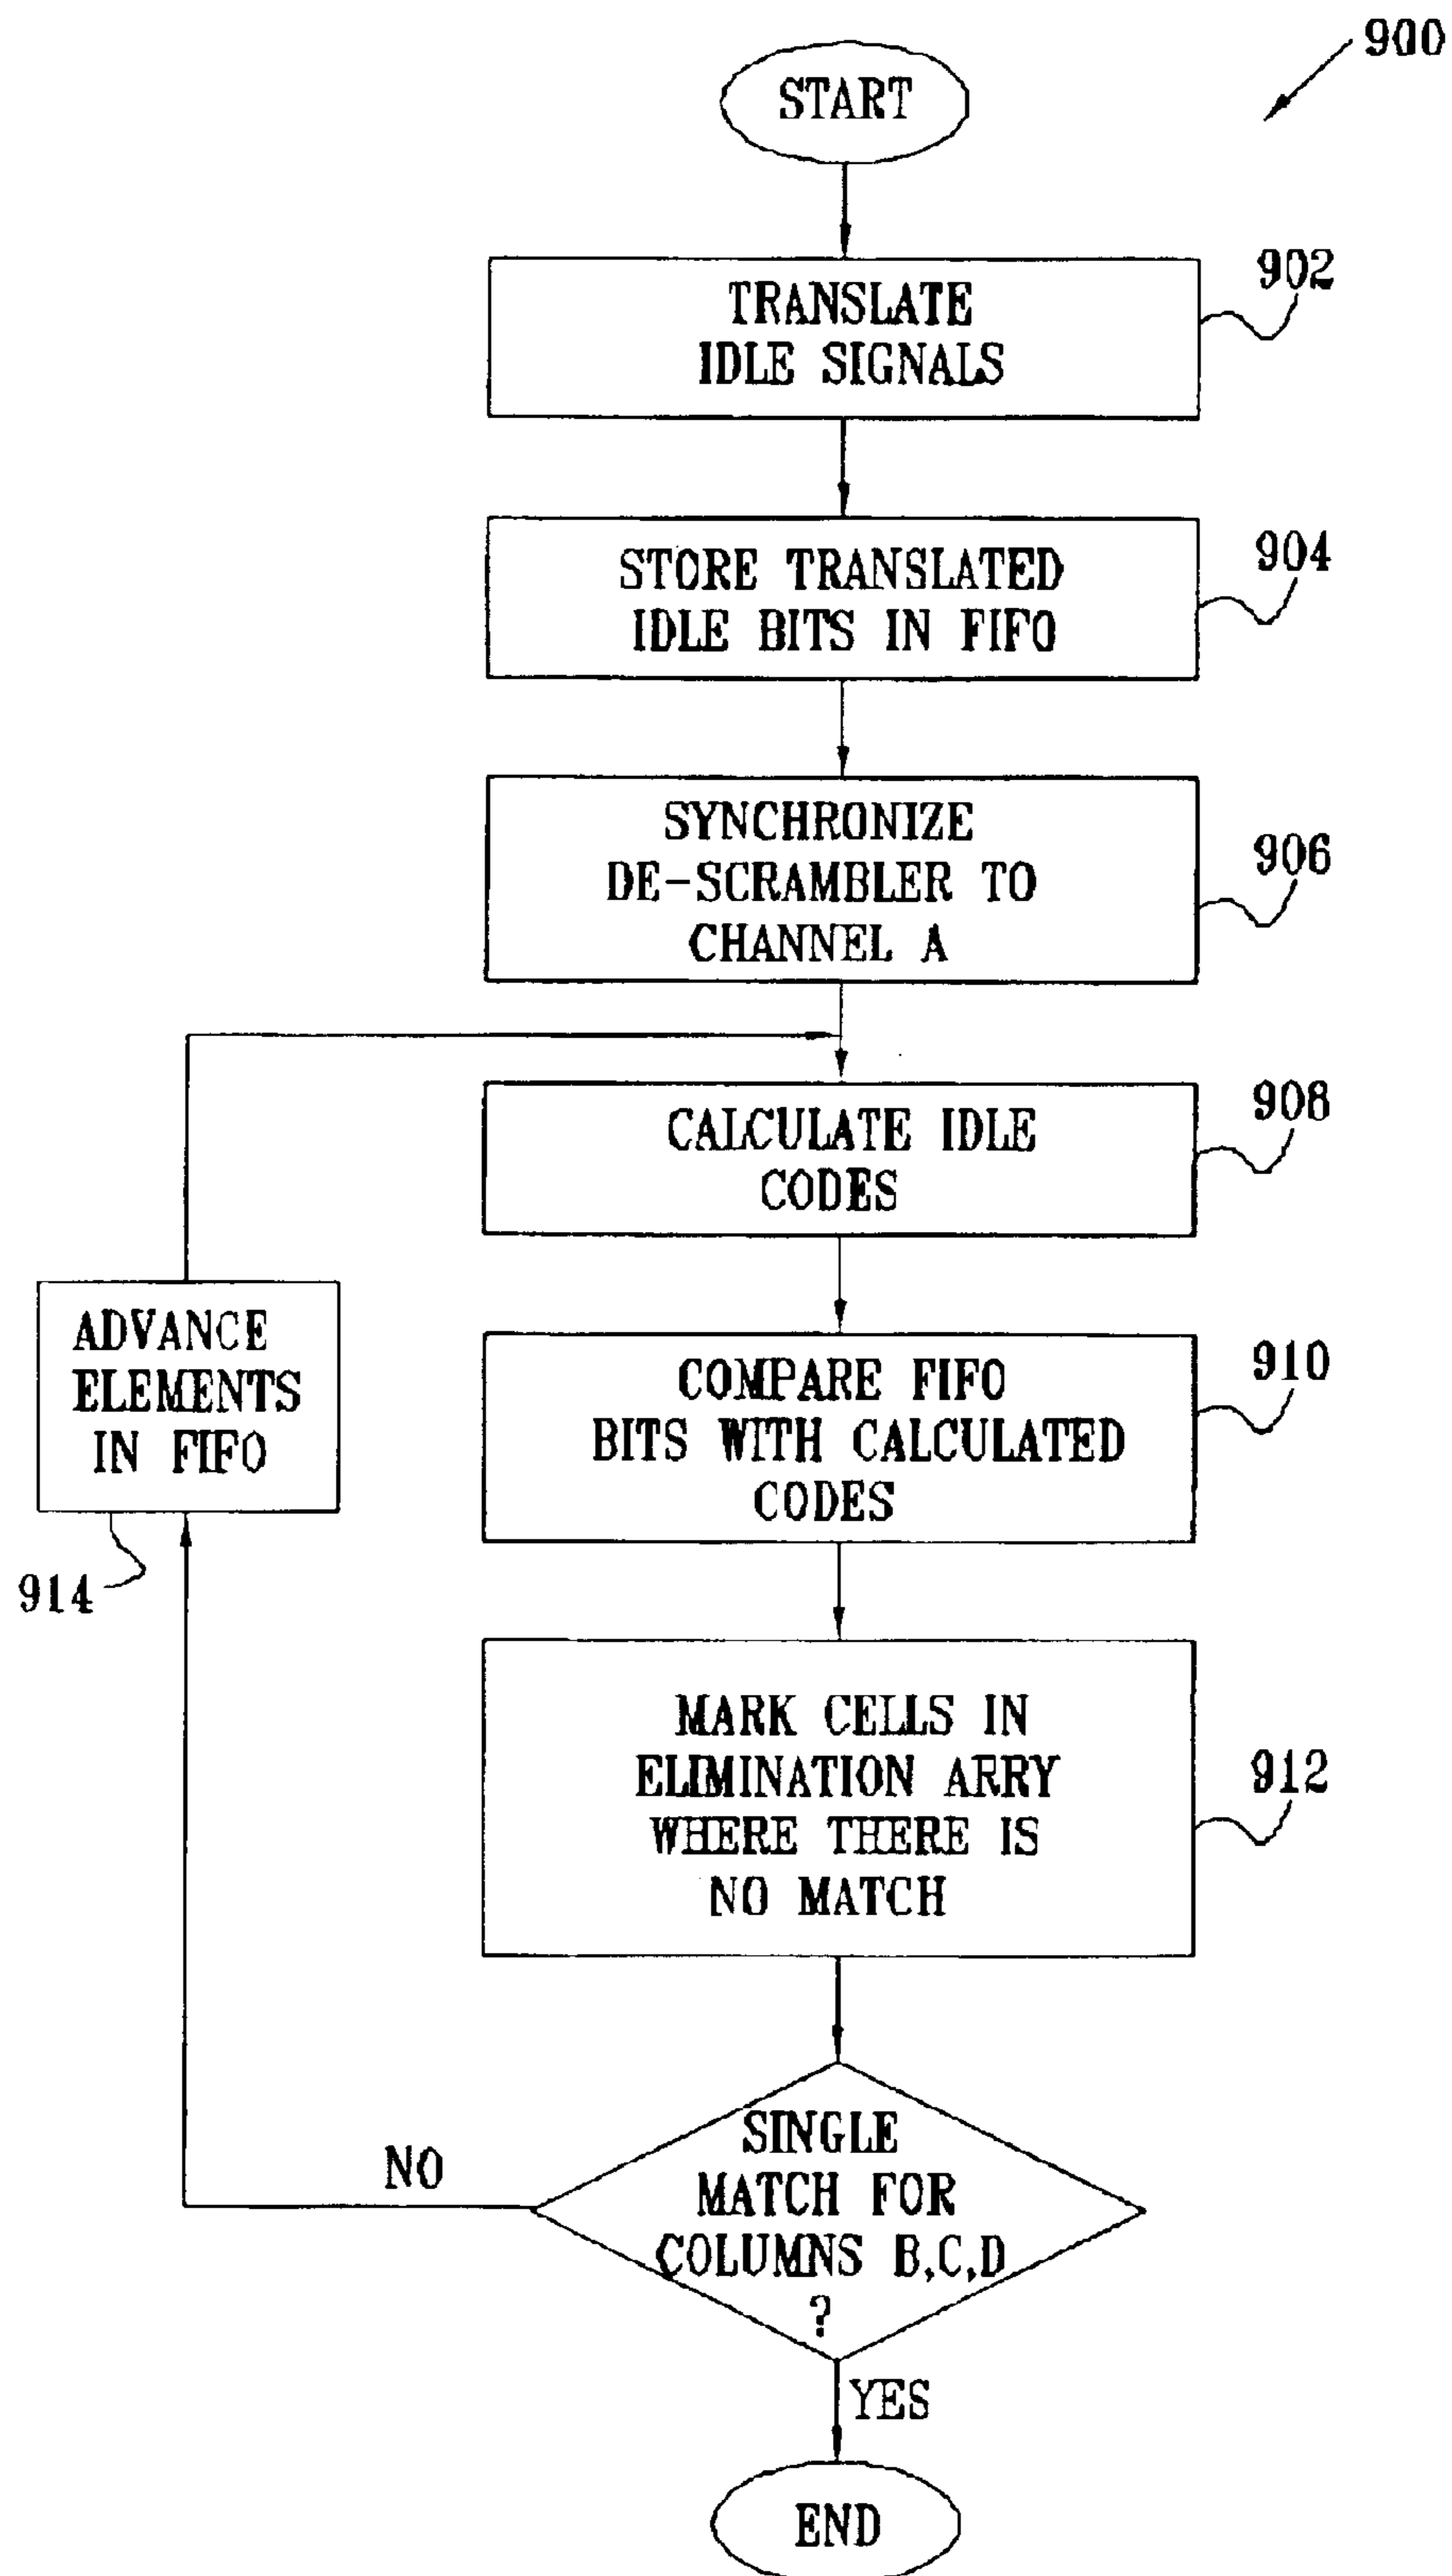 900
START
902
TRANSLATE
IDLE SIGNALS
904
STORE TRANSLATED
IDLE BITS IN FIFO
906
SYNCHRONIZE
DE-SCRAMBLER TO
CHANNEL A
908
CALCULATE IDLE
CODES
ADVANCE
ELEMENTS
IN FIFO
914
910
COMPARE FIFO
BITS WITH CALCULATED
CODES
912
MARK CELLS IN
ELIMINATION ARRY
WHERE THERE IS
NO MATCH
NO
SINGLE
MATCH FOR
COLUMNS B,C,D
?
YES
END